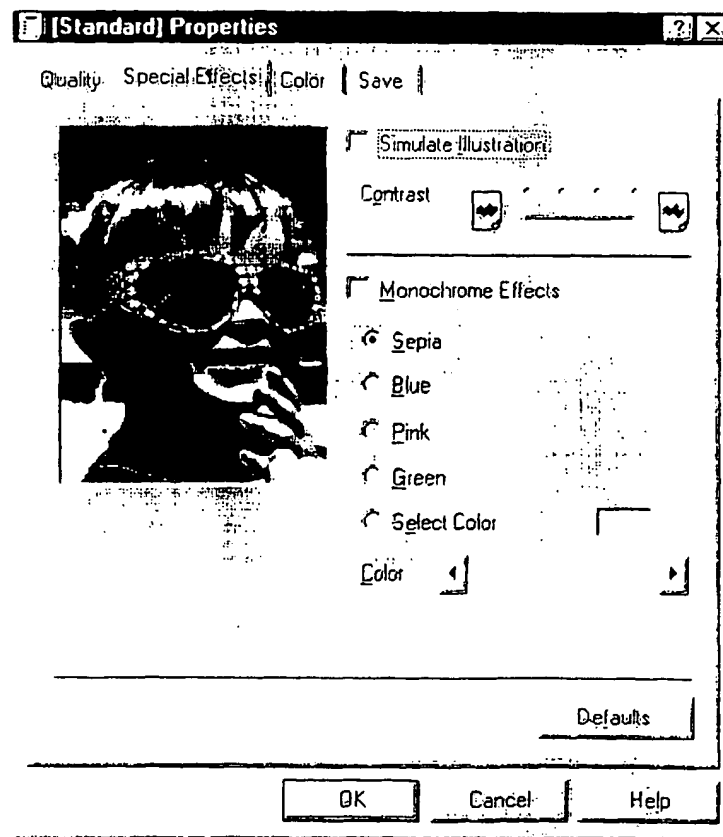 [Standard] Properties
Quality Special Effects Color Save
Simulate Illustration
Contrast
Monochrome Effects
Sepia
Blue
Pink
Green
Select Color
Color
Defaults
OK Cancel Help